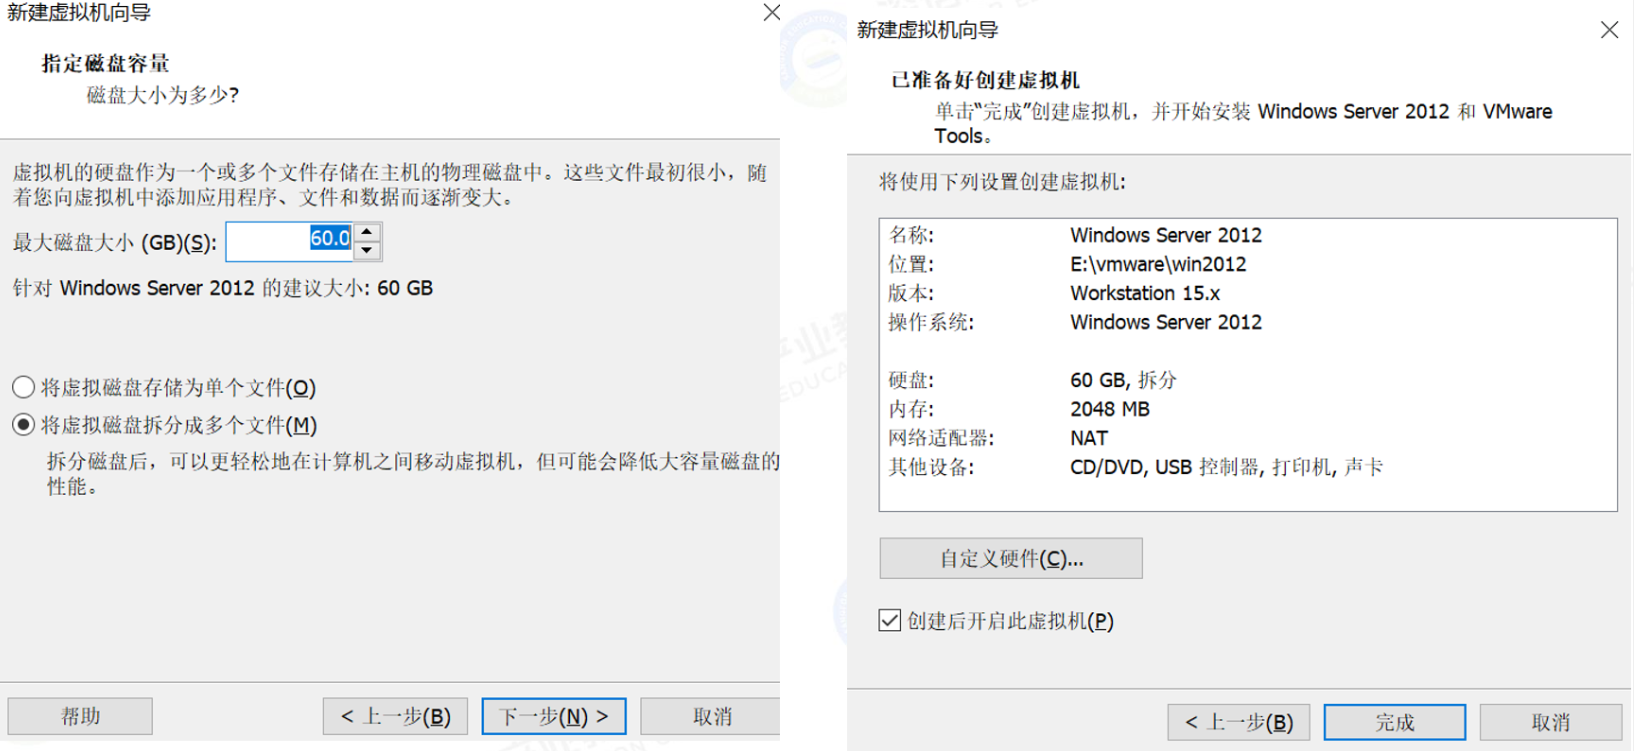 新建虚拟机向导
指定磁盘容量
磁盘大小为多少?
虚拟机的硬盘作为一个或多个文件存储在主机的物理磁盘中。这些文件最初很小，随
着您向虚拟机中添加应用程序、文件和数据而逐渐变大。
最大磁盘大小 (GB)(S): 60.0
针对 Windows Server 2012 的建议大小: 60 GB
将虚拟磁盘存储为单个文件(O)
将虚拟磁盘拆分成多个文件(M)
拆分磁盘后，可以更轻松地在计算机之间移动虚拟机，但可能会降低大容量磁盘的
性能。
帮助
< 上一步(B)
下一步(N) >
取消
新建虚拟机向导
已准备好创建虚拟机
单击“完成”创建虚拟机，并开始安装 Windows Server 2012 和 VMware
Tools。
将使用下列设置创建虚拟机:
名称: Windows Server 2012
位置: E:\vmware\win2012
版本: Workstation 15.x
操作系统: Windows Server 2012
硬盘: 60 GB, 拆分
内存: 2048 MB
网络适配器: NAT
其他设备: CD/DVD, USB 控制器, 打印机, 声卡
自定义硬件(C)...
创建后开启此虚拟机(P)
< 上一步(B)
完成
取消